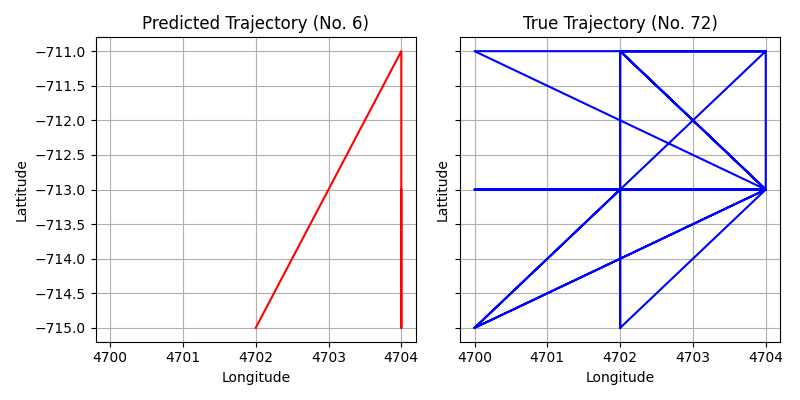 Predicted Trajectory (No. 6)
True Trajectory (No. 72)
−711.0
−711.5
−712.0
−712.5
−713.0
−713.5
−714.0
−714.5
−715.0
Lattitude
Lattitude
4700 4701 4702 4703 4704
4700 4701 4702 4703 4704
Longitude
Longitude